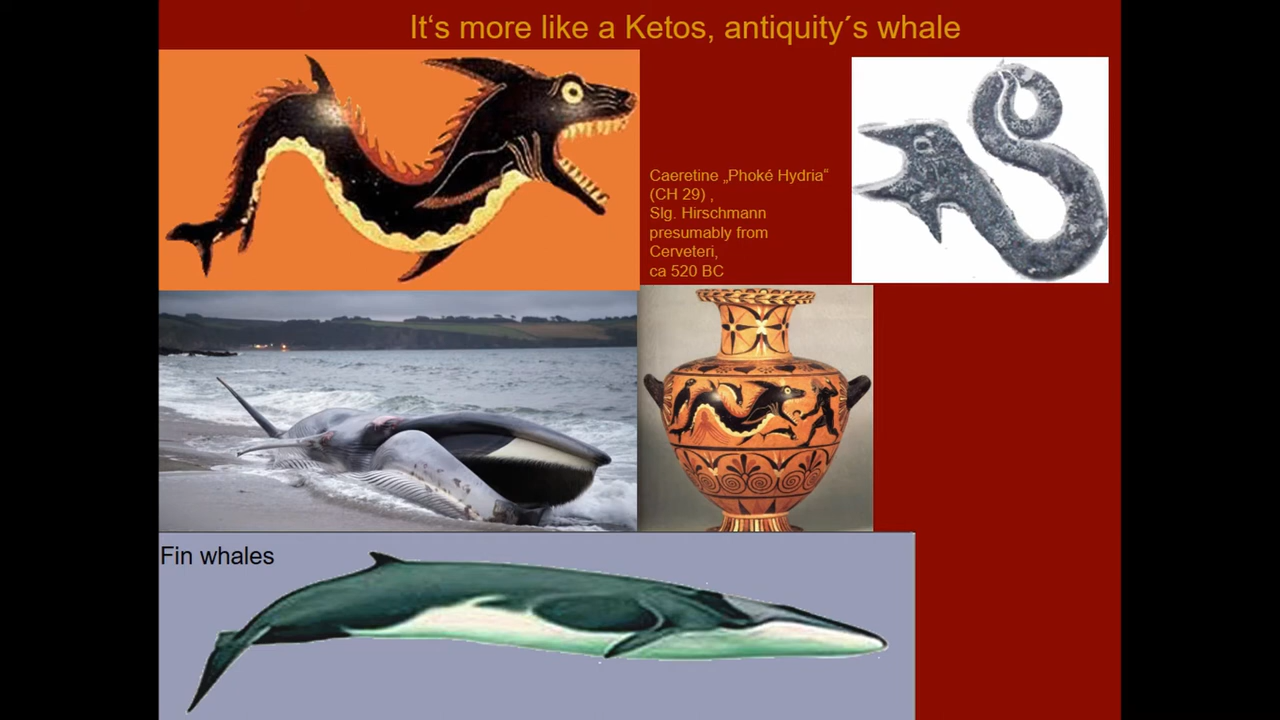 It‘s more like a Ketos, antiquity´s whale
Caeretine „Phoké Hydria“
(CH 29) ,
Slg. Hirschmann
presumably from
Cerveteri,
ca 520 BC
Fin whales